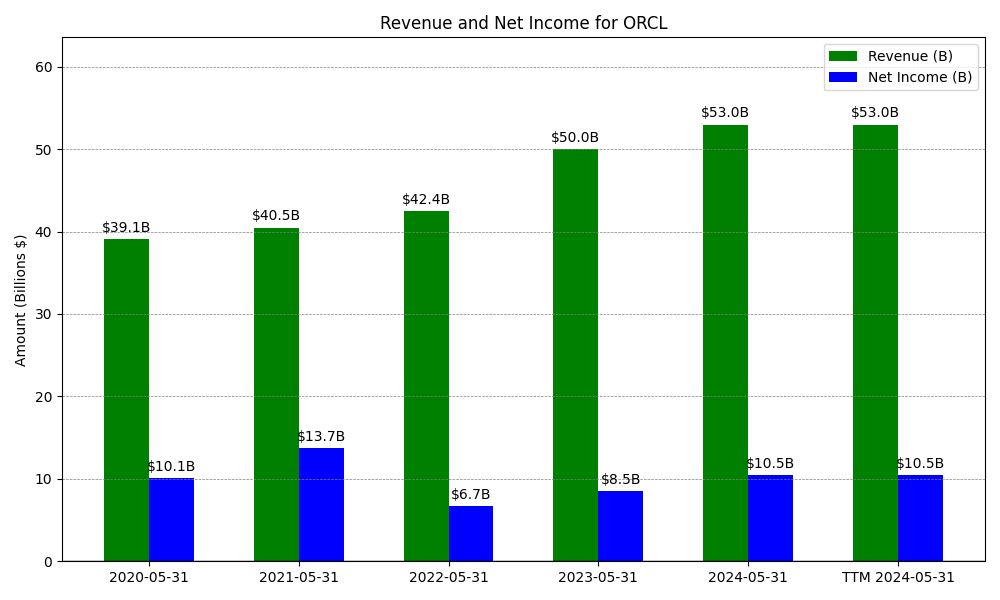 Revenue and Net Income for ORCL
Revenue (B)
Net Income (B)
Amount (Billions $)
60
50
40
30
20
10
0
$39.1B
$10.1B
$40.5B
$13.7B
$42.4B
$6.7B
$50.0B
$8.5B
$53.0B
$10.5B
$53.0B
$10.5B
2020-05-31
2021-05-31
2022-05-31
2023-05-31
2024-05-31
TTM 2024-05-31